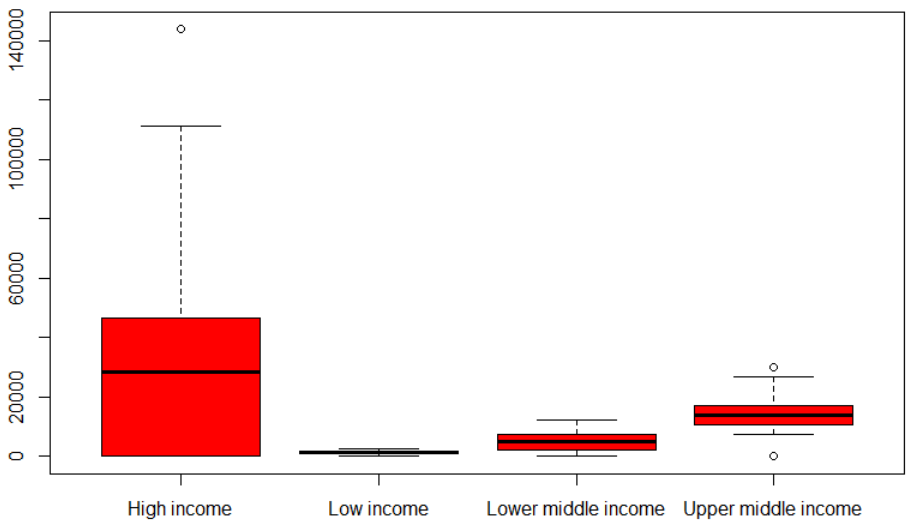 140000
100000
60000
20000
0
High income
Low income
Lower middle income
Upper middle income